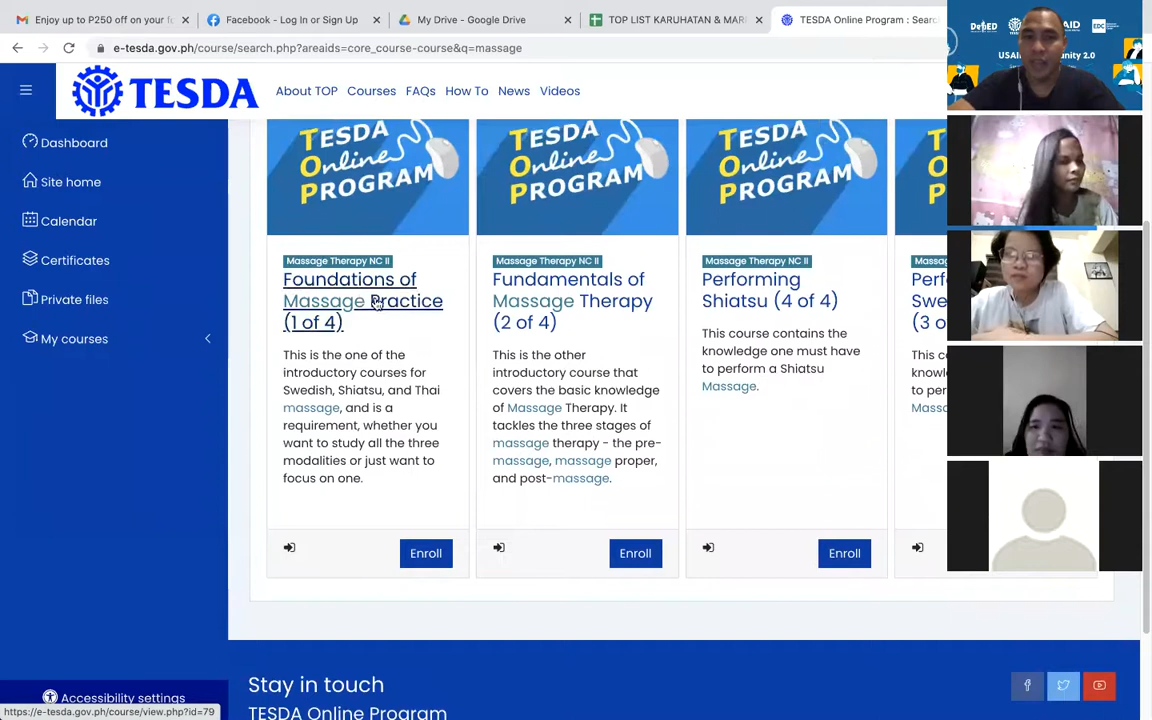 Enjoy up to P250 off on your f
Facebook - Log In or Sign Up
My Drive - Google Drive
TOP LIST KARUHATAN & MAR
TESDA Online Program : Searc
e-tesda.gov.ph/course/search.php?areaids=core_course-course&q=massage
DepED
USAID
EDC
TESDA
About TOP
Courses
FAQs
How To
News
Videos
Dashboard
Site home
Calendar
Certificates
Private files
My courses
TESDA
Online
PROGRAM
TESDA
Online
PROGRAM
TESDA
Online
PROGRAM
Massage Therapy NC II
Foundations of
Massage Practice
(1 of 4)
This is the one of the
introductory courses for
Swedish, Shiatsu, and Thai
massage, and is a
requirement, whether you
want to study all the three
modalities or just want to
focus on one.
Enroll
Massage Therapy NC II
Fundamentals of
Massage Therapy
(2 of 4)
This is the other
introductory course that
covers the basic knowledge
of Massage Therapy. It
tackles the three stages of
massage therapy - the pre-
massage, massage proper,
and post-massage.
Enroll
Massage Therapy NC II
Performing
Shiatsu (4 of 4)
This course contains the
knowledge one must have
to perform a Shiatsu
Massage.
Enroll
Perf
Swe
(3 o
This co
knowl
to per
Masso
Stay in touch
TESDA Online Program
Accessibility settings
https://e-tesda.gov.ph/course/view.php?id=79